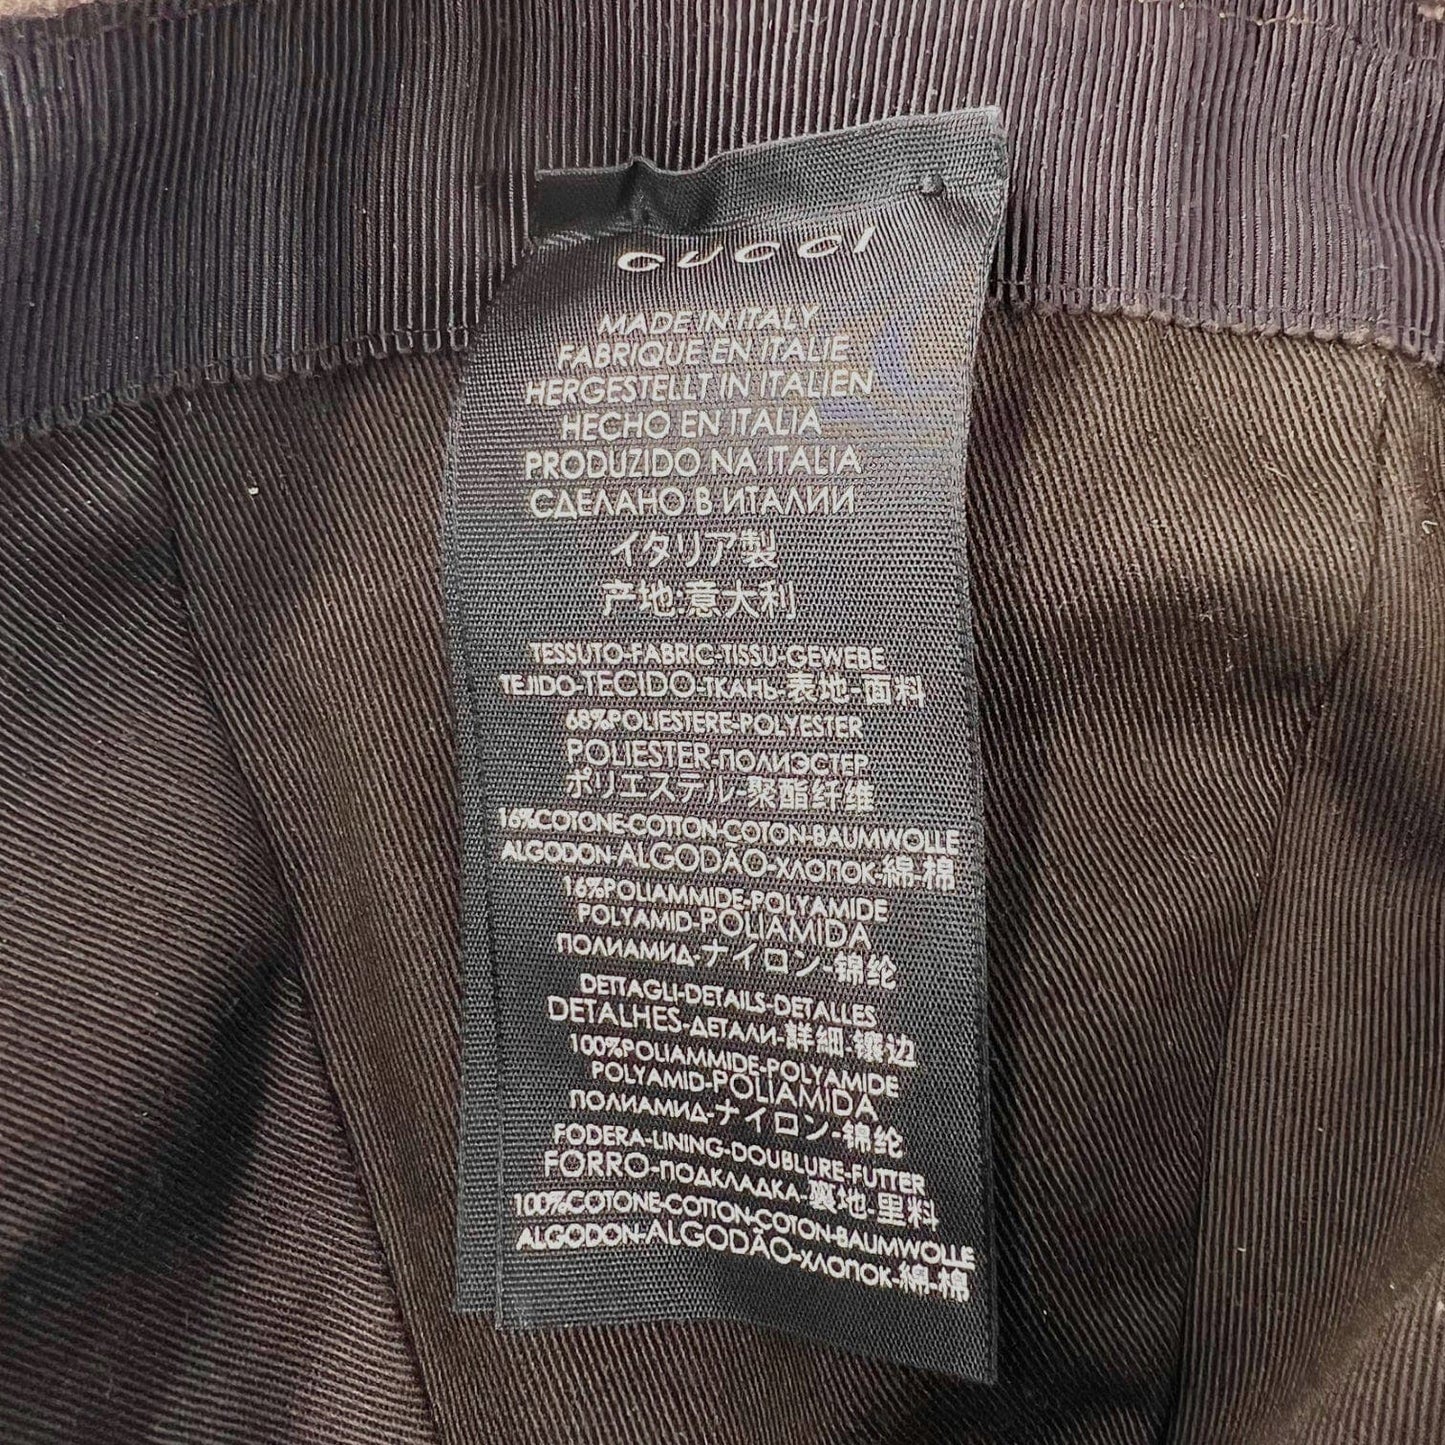 GUCCI
MADE IN ITALY
FABRIQUE EN ITALIE
HERGESTELLT IN ITALIEN
HECHO EN ITALIA
PRODUZIDO NA ITALIA
СДЕЛАНО В ИТАЛИИ
イタリア製
产地:意大利
TESSUTO-FABRIC-TISSU-GEWEBE
TEJIDO-TECIDO-ТКАНЬ-表地-面料
68%POLIESTERE-POLYESTER
POLIESTER-ПОЛИЭСТЕР
ポリエステル-聚酯纤维
16%COTONE-COTTON-COTON-BAUMWOLLE
ALGODON-ALGODÃO-ХЛОПОК-綿-棉
16%POLIAMMIDE-POLYAMIDE
POLYAMID-POLIAMIDA
ПОЛИАМИД-ナイロン-锦纶
DETTAGLI-DETAILS-DETALLES
DETALHES-ДЕТАЛИ-詳細-镶边
100%POLIAMMIDE-POLYAMIDE
POLYAMID-POLIAMIDA
ПОЛИАМИД-ナイロン-锦纶
FODERA-LINING-DOUBLURE-FUTTER
FORRO-ПОДКЛАДКА-裏地-里料
100%COTONE-COTTON-COTON-BAUMWOLLE
ALGODON-ALGODÃO-ХЛОПОК-綿-棉